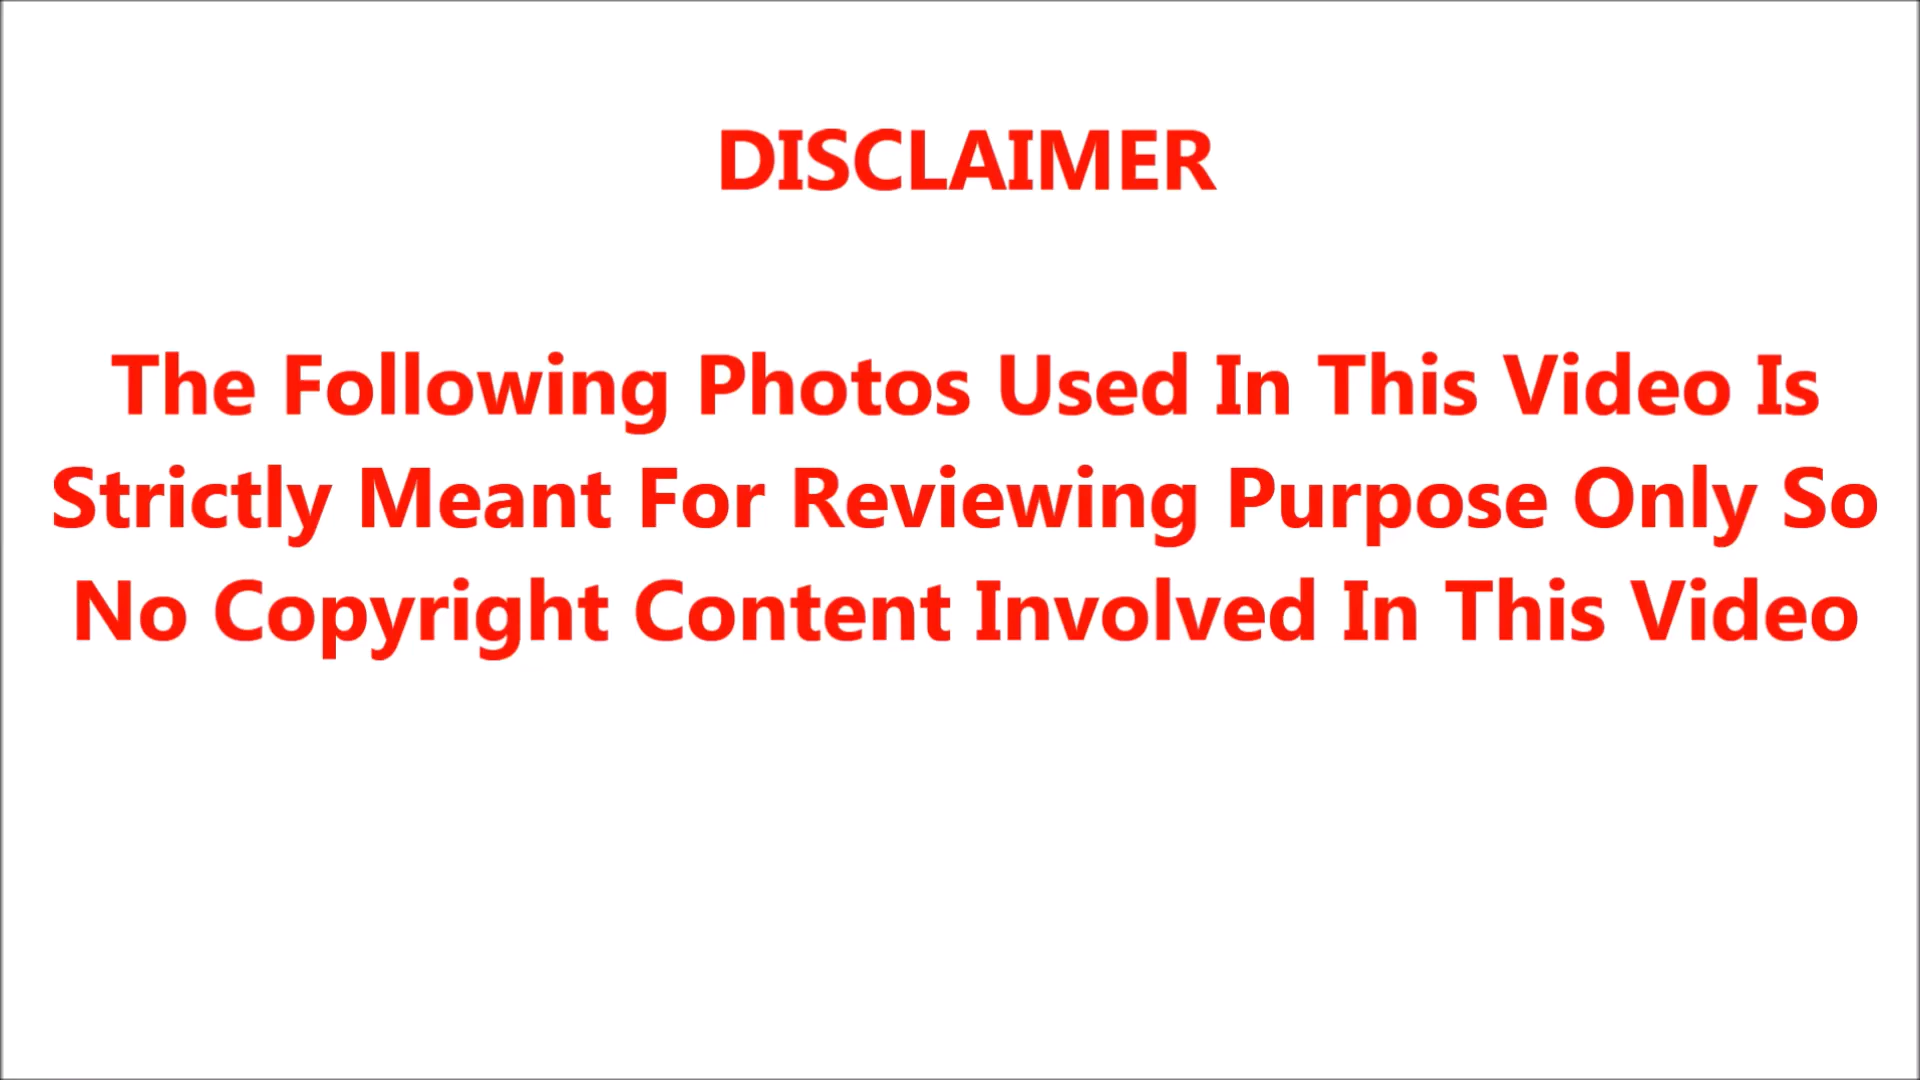 DISCLAIMER
The Following Photos Used In This Video Is
Strictly Meant For Reviewing Purpose Only So
No Copyright Content Involved In This Video